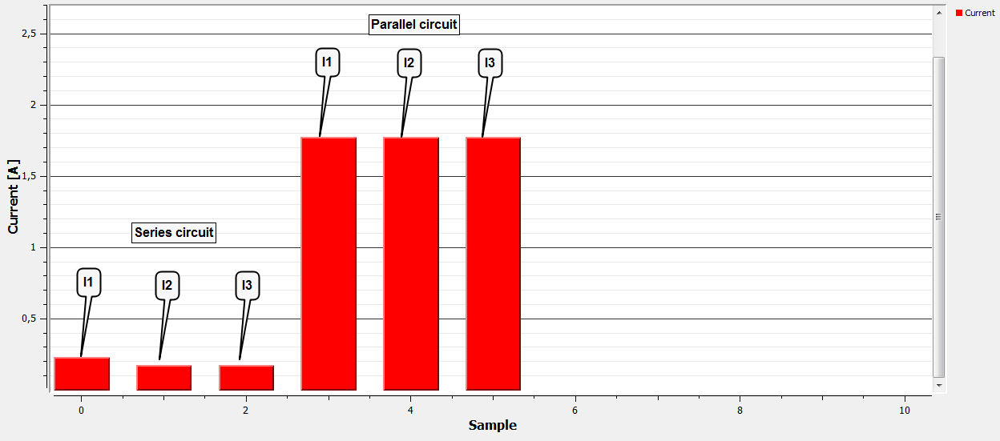 Current
Parallel circuit
2,5
I1
I2
I3
2
1,5
Current [A]
Series circuit
1
I1
I2
I3
0,5
0
2
4
6
8
10
Sample